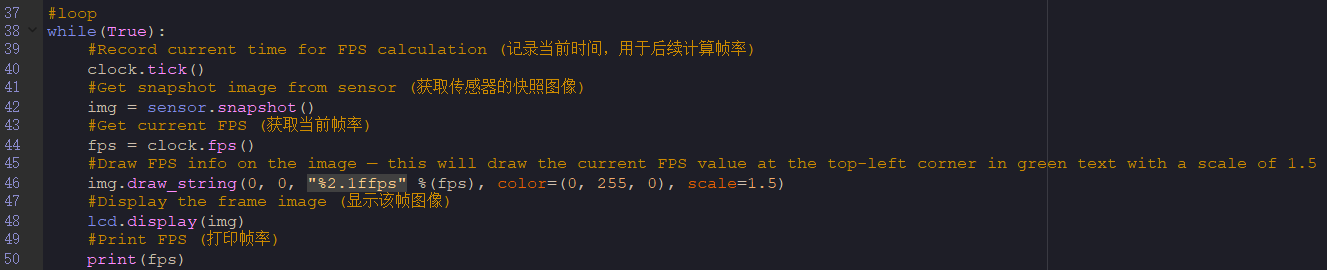 37 #loop
38 while(True):
39     #Record current time for FPS calculation (记录当前时间，用于后续计算帧率)
40     clock.tick()
41     #Get snapshot image from sensor (获取传感器的快照图像)
42     img = sensor.snapshot()
43     #Get current FPS (获取当前帧率)
44     fps = clock.fps()
45     #Draw FPS info on the image — this will draw the current FPS value at the top-left corner in green text with a scale of 1.5
46     img.draw_string(0, 0, "%2.1ffps" %(fps), color=(0, 255, 0), scale=1.5)
47     #Display the frame image (显示该帧图像)
48     lcd.display(img)
49     #Print FPS (打印帧率)
50     print(fps)